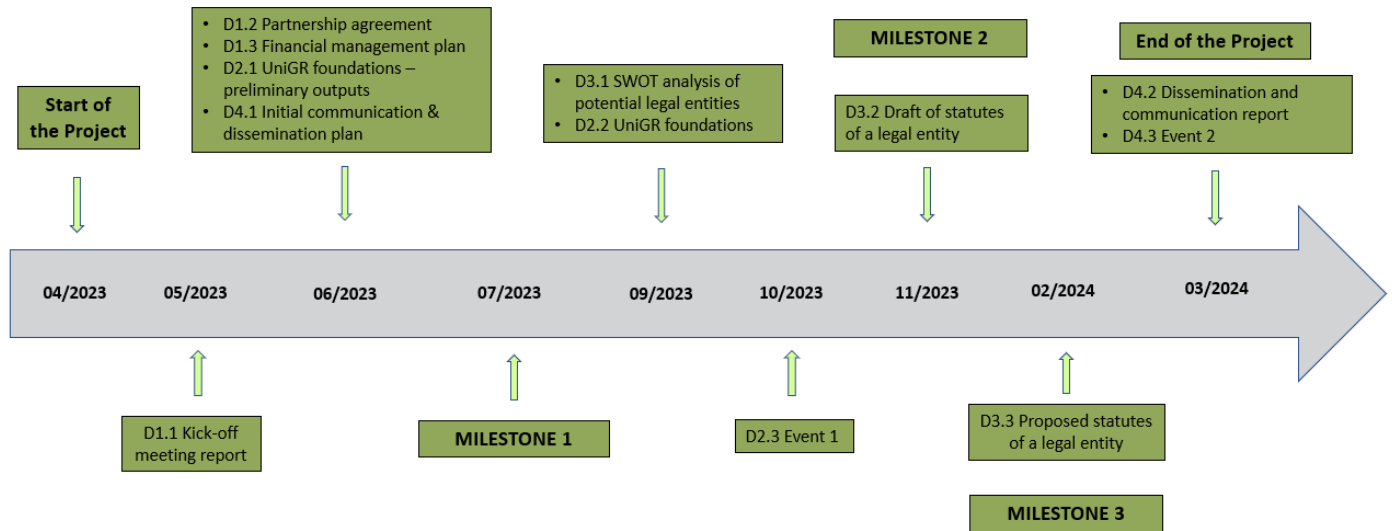 Start of
the Project
• D1.2 Partnership agreement
• D1.3 Financial management plan
• D2.1 UniGR foundations –
preliminary outputs
• D4.1 Initial communication &
dissemination plan
• D3.1 SWOT analysis of
potential legal entities
• D2.2 UniGR foundations
MILESTONE 2
D3.2 Draft of statutes
of a legal entity
End of the Project
• D4.2 Dissemination and
communication report
• D4.3 Event 2
04/2023
05/2023
06/2023
07/2023
09/2023
10/2023
11/2023
02/2024
03/2024
D1.1 Kick-off
meeting report
MILESTONE 1
D2.3 Event 1
D3.3 Proposed statutes
of a legal entity
MILESTONE 3